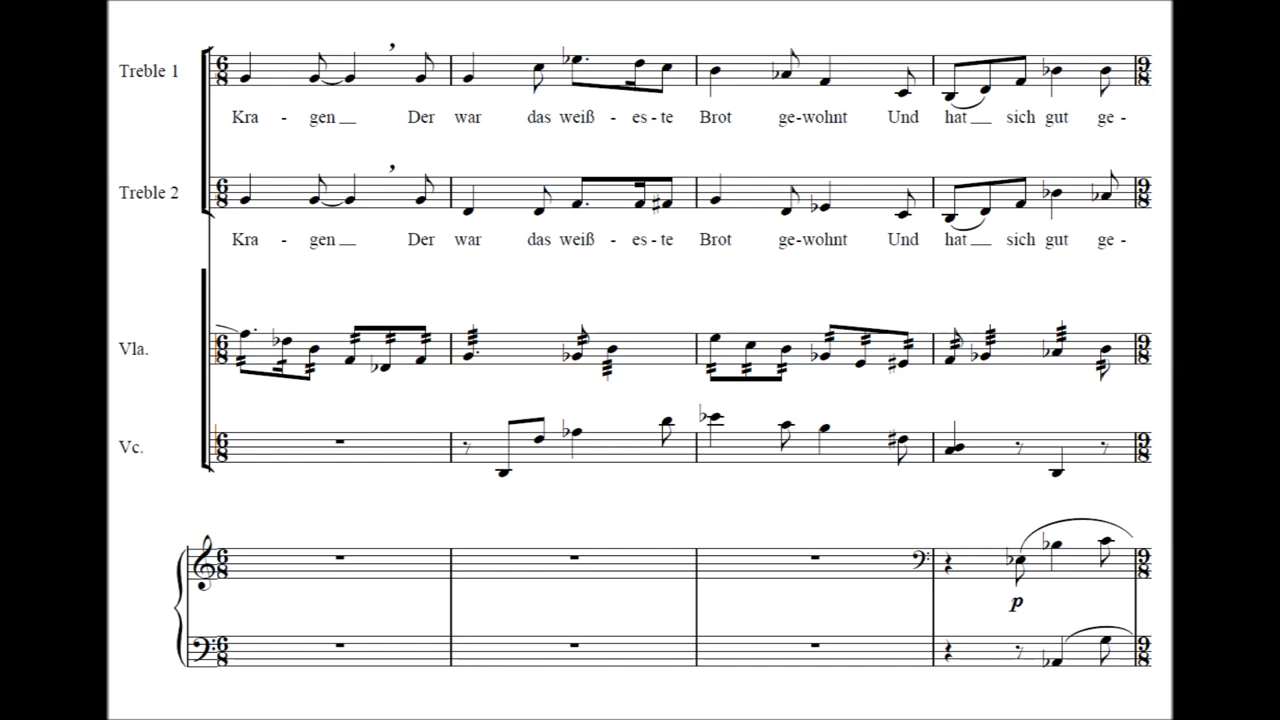 Treble 1
Kra - gen Der war das weiß - es - te Brot ge-wohnt Und hat sich gut ge -
Treble 2
Kra - gen Der war das weiß - es - te Brot ge-wohnt Und hat sich gut ge -
Vla.
Vc.
p